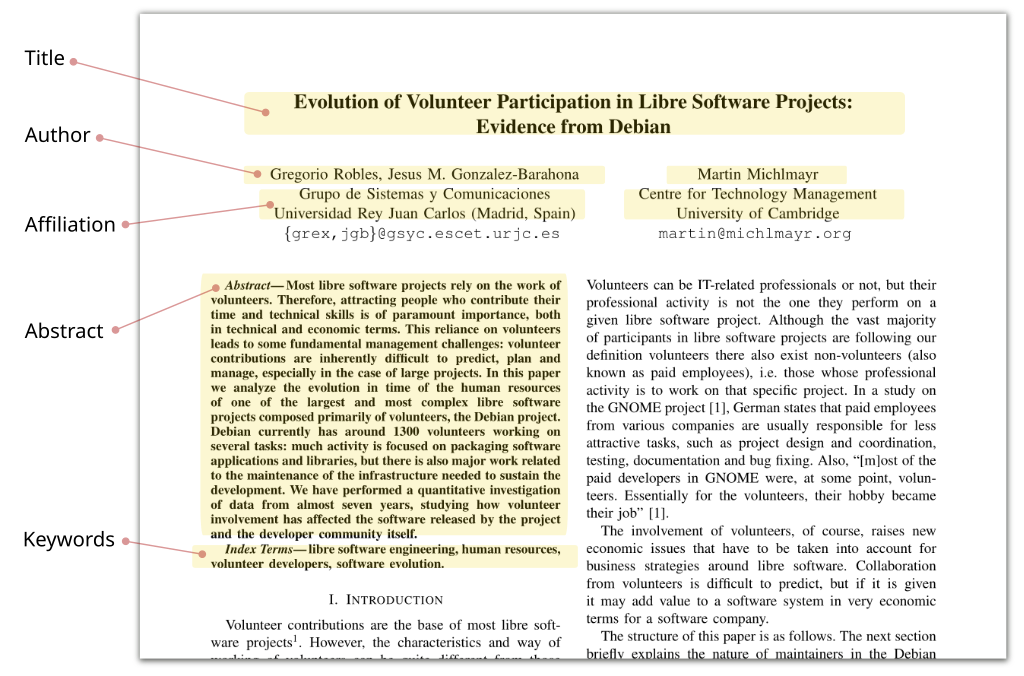 Title
Author
Affiliation
Abstract
Keywords
Evolution of Volunteer Participation in Libre Software Projects:
Evidence from Debian
Gregorio Robles, Jesus M. Gonzalez-Barahona
Grupo de Sistemas y Comunicaciones
Universidad Rey Juan Carlos (Madrid, Spain)
{grex,jgb}@gsyc.escet.urjc.es
Martin Michlmayr
Centre for Technology Management
University of Cambridge
martin@michlmayr.org
Abstract— Most libre software projects rely on the work of
volunteers. Therefore, attracting people who contribute their
time and technical skills is of paramount importance, both
in technical and economic terms. This reliance on volunteers
leads to some fundamental management challenges: volunteer
contributions are inherently difficult to predict, plan and
manage, especially in the case of large projects. In this paper
we analyze the evolution in time of the human resources
of one of the largest and most complex libre software
projects composed primarily of volunteers, the Debian project.
Debian currently has around 1300 volunteers working on
several tasks: much activity is focused on packaging software
applications and libraries, but there is also major work related
to the maintenance of the infrastructure needed to sustain the
development. We have performed a quantitative investigation
of data from almost seven years, studying how volunteer
involvement has affected the software released by the project
and the developer community itself.
Index Terms— libre software engineering, human resources,
volunteer developers, software evolution.
I. INTRODUCTION
Volunteer contributions are the base of most libre soft-
ware projects1. However, the characteristics and way of
working of volunteers can be quite different from those
Volunteers can be IT-related professionals or not, but their
professional activity is not the one they perform on a
given libre software project. Although the vast majority
of participants in libre software projects are following our
definition volunteers there also exist non-volunteers (also
known as paid employees), i.e. those whose professional
activity is to work on that specific project. In a study on
the GNOME project [1], German states that paid employees
from various companies are usually responsible for less
attractive tasks, such as project design and coordination,
testing, documentation and bug fixing. Also, “[m]ost of the
paid developers in GNOME were, at some point, volun-
teers. Essentially for the volunteers, their hobby became
their job” [1].
The involvement of volunteers, of course, raises new
economic issues that have to be taken into account for
business strategies around libre software. Collaboration
from volunteers is difficult to predict, but if it is given
it may add value to a software system in very economic
terms for a software company.
The structure of this paper is as follows. The next section
briefly explains the nature of maintainers in the Debian